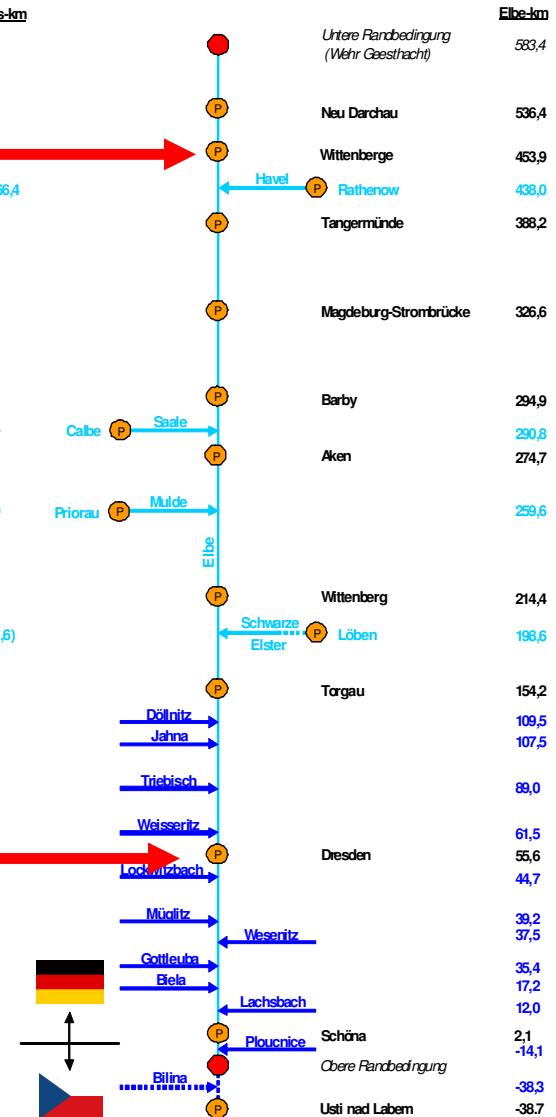 s-km Elbe-km
Untere Randbedingung 583,4
(Wehr Geesthacht)
P Neu Darchau 536,4
P Wittenberge 453,9
66,4 Havel P Rathenow 438,0
P Tangermünde 388,2
P Magdeburg-Strombrücke 326,6
P Barby 294,9
Calbe P Saale 290,8
P Aken 274,7
Priorau P Mulde 259,6
Elbe
P Wittenberg 214,4
,6) Schwarze Elster P Löben 198,6
P Torgau 154,2
Döllnitz 109,5
Jahna 107,5
Triebisch 89,0
Weisseritz 61,5
P Dresden 55,6
Lockwitzbach 44,7
Müglitz 39,2
Wesenitz 37,5
Gottleuba 35,4
Biela 17,2
Lachsbach 12,0
P Schöna 2,1
Ploucnice -14,1
Obere Randbedingung
Bilina -38,3
P Usti nad Labem -38.7